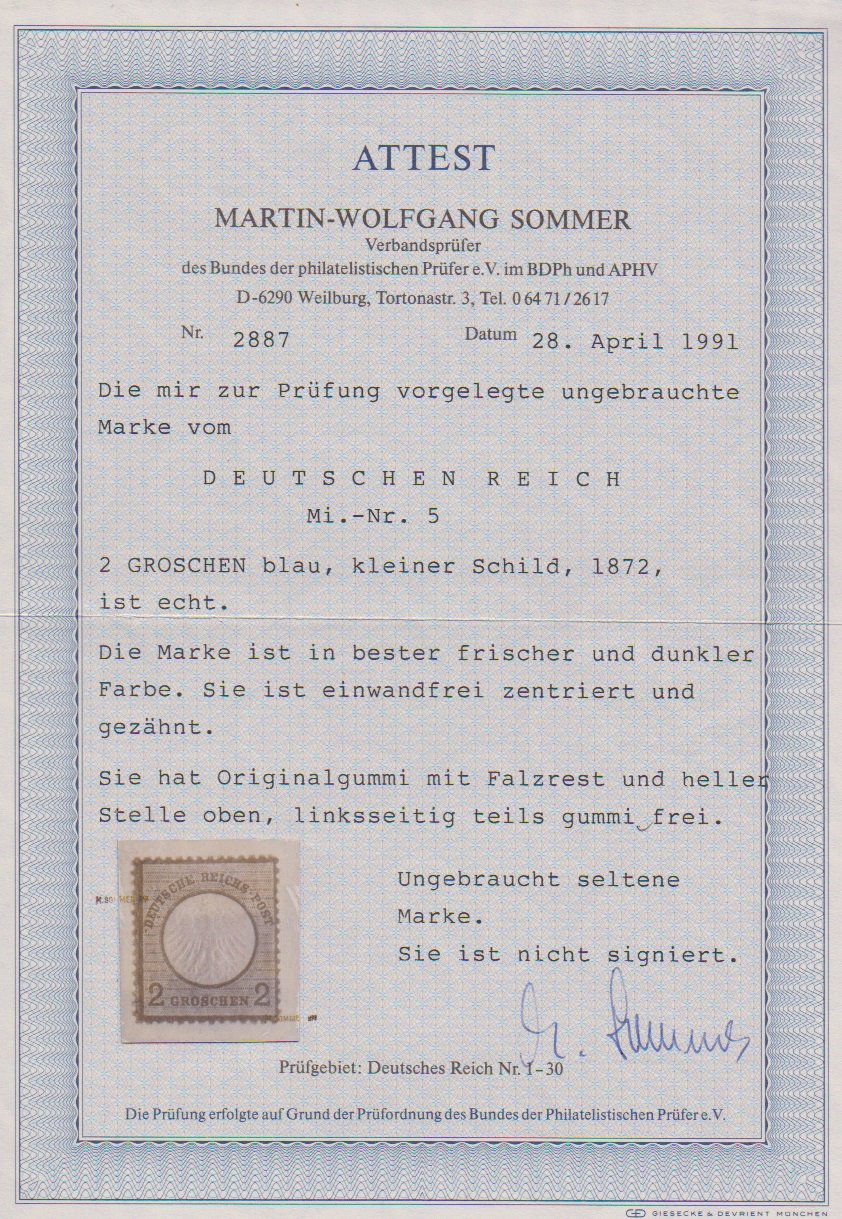 ATTEST
MARTIN-WOLFGANG SOMMER
Verbandsprüfer
des Bundes der philatelistischen Prüfer e.V. im BDPh und APHV
D-6290 Weilburg, Tortonastr. 3, Tel. 0 64 71 / 26 17
Nr. 2887 Datum 28. April 1991
Die mir zur Prüfung vorgelegte ungebrauchte
Marke vom
D E U T S C H E N R E I C H
Mi.-Nr. 5
2 GROSCHEN blau, kleiner Schild, 1872,
ist echt.
Die Marke ist in bester frischer und dunkler
Farbe. Sie ist einwandfrei zentriert und
gezähnt.
Sie hat Originalgummi mit Falzrest und heller
Stelle oben, linksseitig teils gummi frei.
DEUTSCHE REICHS-POST
2 GROSCHEN 2
Ungebraucht seltene
Marke.
Sie ist nicht signiert.
Prüfgebiet: Deutsches Reich Nr. 1-30
Die Prüfung erfolgte auf Grund der Prüfordnung des Bundes der Philatelistischen Prüfer e.V.
GIESECKE & DEVRIENT MÜNCHEN